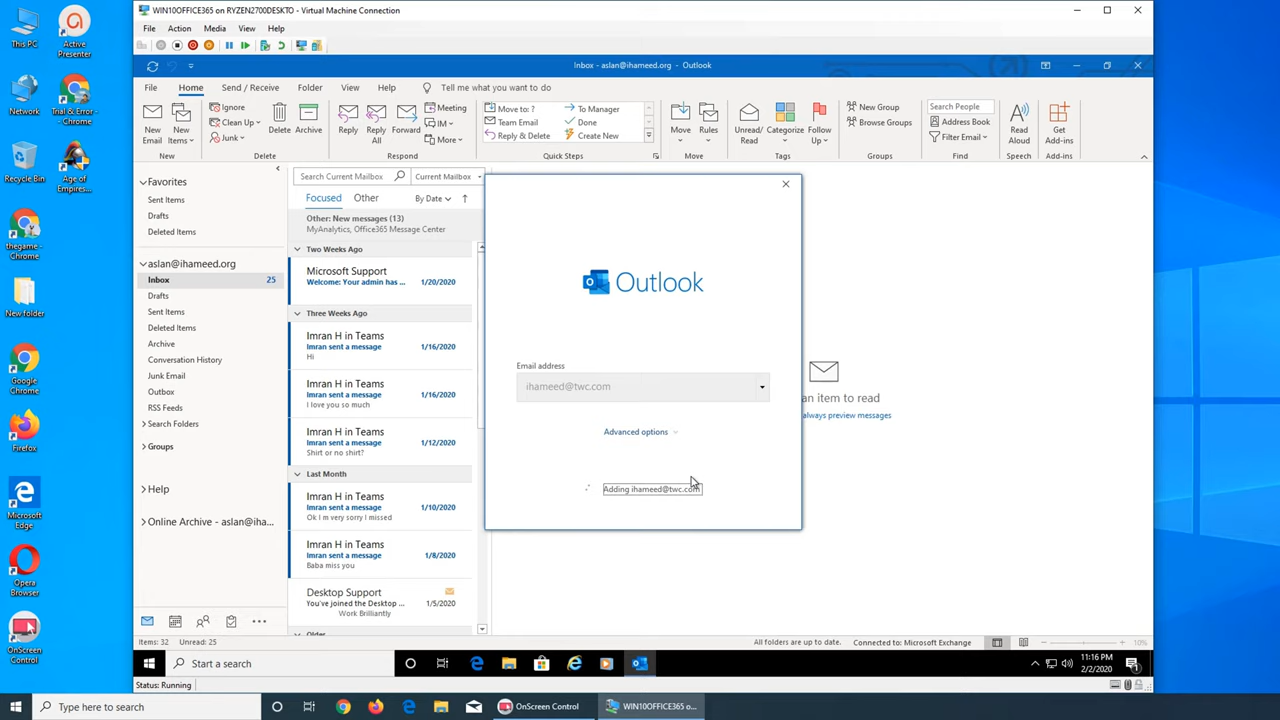 WIN10OFFICE365 on RYZEN2700DESKTO - Virtual Machine Connection
File Action Media View Help
Inbox - aslan@ihameed.org - Outlook
File Home Send / Receive Folder View Help Tell me what you want to do
New Email
New Items
Ignore
Clean Up
Junk
Delete
Archive
Reply
Reply All
Forward
Meeting
IM
More
Move to: ?
Team Email
Reply & Delete
To Manager
Done
Create New
Move
Rules
Unread/ Read
Categorize
Follow Up
New Group
Browse Groups
Search People
Address Book
Filter Email
Read Aloud
Get Add-ins
New Delete Respond Quick Steps Move Tags Groups Find Speech Add-ins
Favorites
Sent Items
Drafts
Deleted Items
aslan@ihameed.org
Inbox 25
Drafts
Sent Items
Deleted Items
Archive
Conversation History
Junk Email
Outbox
RSS Feeds
Search Folders
Groups
Help
Online Archive - aslan@iha...
Search Current Mailbox Current Mailbox
Focused Other By Date
Other: New messages (13)
MyAnalytics, Office365 Message Center
Two Weeks Ago
Microsoft Support
Welcome: Your admin has ... 1/20/2020
Three Weeks Ago
Imran H in Teams
Imran sent a message 1/16/2020
Hi
Imran H in Teams
Imran sent a message 1/16/2020
I love you so much
Imran H in Teams
Imran sent a message 1/12/2020
Shirt or no shirt?
Last Month
Imran H in Teams
Imran sent a message 1/10/2020
Ok I m very sorry I missed
Imran H in Teams
Imran sent a message 1/8/2020
Baba miss you
Desktop Support
You've joined the Desktop ... 1/5/2020
Work Brilliantly
Older
Outlook
Email address
ihameed@twc.com
Advanced options
Adding ihameed@twc.com
an item to read
always preview messages
Items: 32 Unread: 25 All folders are up to date. Connected to: Microsoft Exchange 10%
Start a search
11:16 PM
2/2/2020
1
Status: Running
This PC
Active Presenter
Network
Trial & Error - Chrome
Recycle Bin
Age of Empires...
thegame - Chrome
New folder
Google Chrome
Firefox
Microsoft Edge
Opera Browser
OnScreen Control
Type here to search
OnScreen Control
WIN10OFFICE365 o...